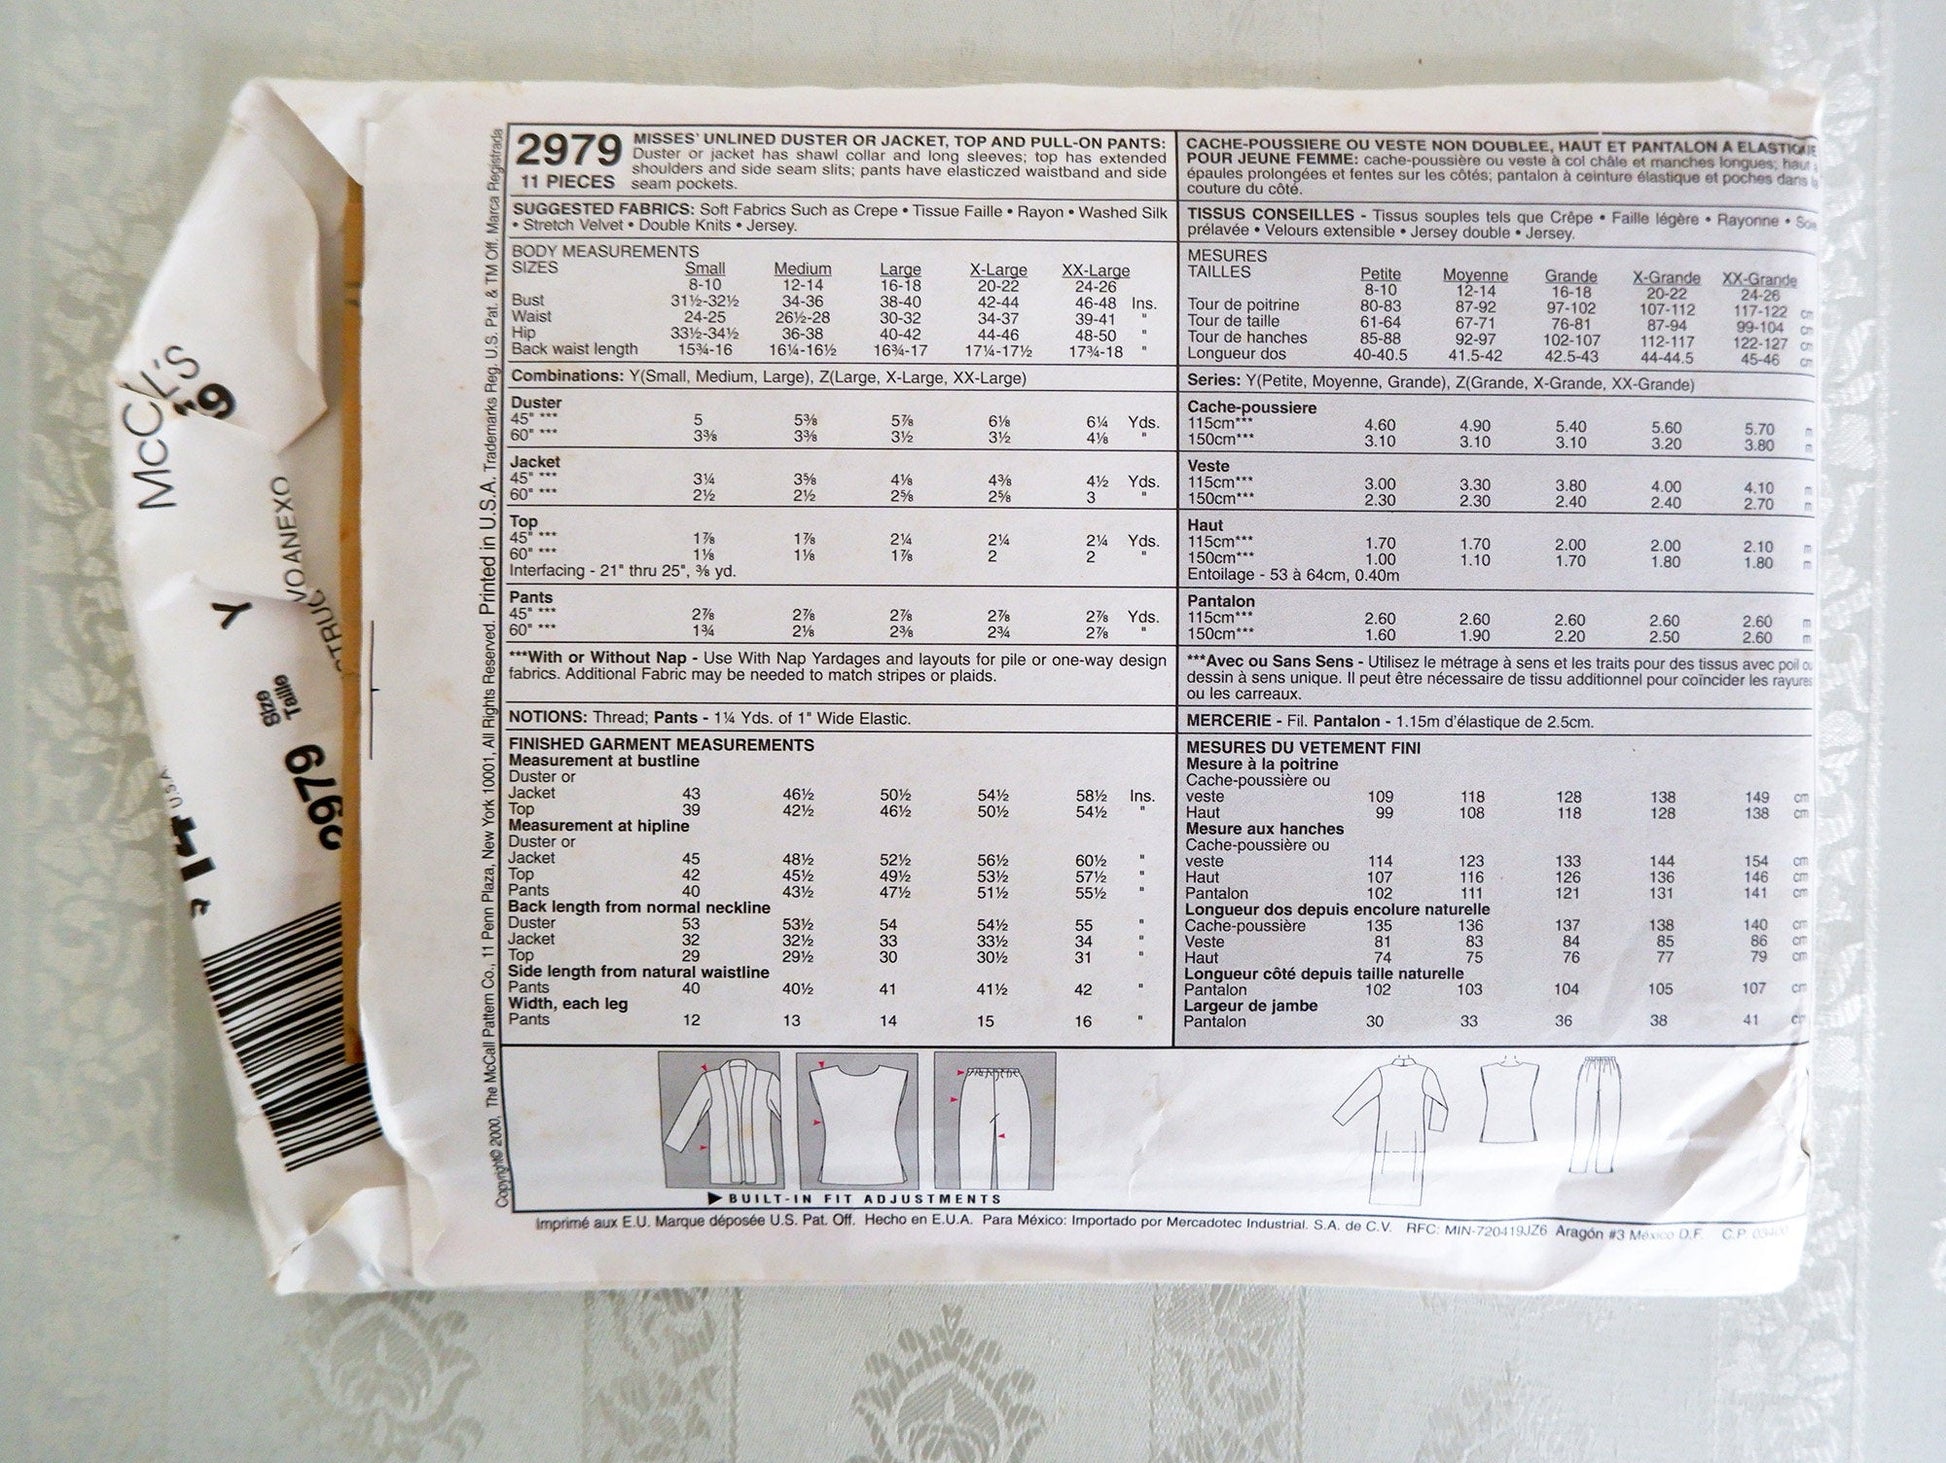 McCALL'S
VOANEXO
Y
Size
Taille
2979
U.S.A.
Copyright© 2000, The McCall Pattern Co., 11 Penn Plaza, New York 10001, All Rights Reserved. Printed in U.S.A. Trademarks Reg. U.S. Pat. & TM Off. Marca Registrada
2979
11 PIECES
MISSES' UNLINED DUSTER OR JACKET, TOP AND PULL-ON PANTS:
Duster or jacket has shawl collar and long sleeves; top has extended
shoulders and side seam slits; pants have elasticzed waistband and side
seam pockets.
SUGGESTED FABRICS: Soft Fabrics Such as Crepe • Tissue Faille • Rayon • Washed Silk
• Stretch Velvet • Double Knits • Jersey.
BODY MEASUREMENTS
SIZES Small Medium Large X-Large XX-Large
8-10 12-14 16-18 20-22 24-26
Bust 31½-32½ 34-36 38-40 42-44 46-48 Ins.
Waist 24-25 26½-28 30-32 34-37 39-41 "
Hip 33½-34½ 36-38 40-42 44-46 48-50 "
Back waist length 15¾-16 16¼-16½ 16¾-17 17¼-17½ 17¾-18 "
Combinations: Y(Small, Medium, Large), Z(Large, X-Large, XX-Large)
Duster
45" *** 5 5⅜ 5⅞ 6⅛ 6¼ Yds.
60" *** 3⅜ 3⅜ 3½ 3½ 4⅛ "
Jacket
45" *** 3¼ 3⅝ 4⅛ 4⅜ 4½ Yds.
60" *** 2½ 2½ 2⅝ 2⅝ 3 "
Top
45" *** 1⅞ 1⅞ 2¼ 2¼ 2¼ Yds.
60" *** 1⅛ 1⅛ 1⅞ 2 2 "
Interfacing - 21" thru 25", ⅜ yd.
Pants
45" *** 2⅞ 2⅞ 2⅞ 2⅞ 2⅞ Yds.
60" *** 1¾ 2⅛ 2⅜ 2¾ 2⅞ "
***With or Without Nap - Use With Nap Yardages and layouts for pile or one-way design
fabrics. Additional Fabric may be needed to match stripes or plaids.
NOTIONS: Thread; Pants - 1¼ Yds. of 1" Wide Elastic.
FINISHED GARMENT MEASUREMENTS
Measurement at bustline
Duster or
Jacket 43 46½ 50½ 54½ 58½ Ins.
Top 39 42½ 46½ 50½ 54½ "
Measurement at hipline
Duster or
Jacket 45 48½ 52½ 56½ 60½ "
Top 42 45½ 49½ 53½ 57½ "
Pants 40 43½ 47½ 51½ 55½ "
Back length from normal neckline
Duster 53 53½ 54 54½ 55 "
Jacket 32 32½ 33 33½ 34 "
Top 29 29½ 30 30½ 31 "
Side length from natural waistline
Pants 40 40½ 41 41½ 42 "
Width, each leg
Pants 12 13 14 15 16 "
CACHE-POUSSIERE OU VESTE NON DOUBLEE, HAUT ET PANTALON A
POUR JEUNE FEMME: cache-poussière ou veste à col châle et manches longues; haut
épaules prolongées et fentes sur les côtés; pantalon à ceinture élastique et poches dans
couture du côté.
TISSUS CONSEILLES - Tissus souples tels que Crêpe • Faille légère • Rayonne •
prélavée • Velours extensible • Jersey double • Jersey.
MESURES
TAILLES Petite Moyenne Grande X-Grande XX-Grande
8-10 12-14 16-18 20-22 24-26
Tour de poitrine 80-83 87-92 97-102 107-112 117-122 cm
Tour de taille 61-64 67-71 76-81 87-94 99-104 cm
Tour de hanches 85-88 92-97 102-107 112-117 122-127 cm
Longueur dos 40-40.5 41.5-42 42.5-43 44-44.5 45-46 cm
Series: Y(Petite, Moyenne, Grande), Z(Grande, X-Grande, XX-Grande)
Cache-poussiere
115cm*** 4.60 4.90 5.40 5.60 5.70 m
150cm*** 3.10 3.10 3.10 3.20 3.80 m
Veste
115cm*** 3.00 3.30 3.80 4.00 4.10 m
150cm*** 2.30 2.30 2.40 2.40 2.70 m
Haut
115cm*** 1.70 1.70 2.00 2.00 2.10 m
150cm*** 1.00 1.10 1.70 1.80 1.80 m
Entoilage - 53 à 64cm, 0.40m
Pantalon
115cm*** 2.60 2.60 2.60 2.60 2.60 m
150cm*** 1.60 1.90 2.20 2.50 2.60 m
***Avec ou Sans Sens - Utilisez le métrage à sens et les traits pour des tissus avec poil ou
dessin à sens unique. Il peut être nécessaire de tissu additionnel pour coïncider les rayures
ou les carreaux.
MERCERIE - Fil. Pantalon - 1.15m d'élastique de 2.5cm.
MESURES DU VETEMENT FINI
Mesure à la poitrine
Cache-poussière ou
veste 109 118 128 138 149 cm
Haut 99 108 118 128 138 cm
Mesure aux hanches
Cache-poussière ou
veste 114 123 133 144 154 cm
Haut 107 116 126 136 146 cm
Pantalon 102 111 121 131 141 cm
Longueur dos depuis encolure naturelle
Cache-poussière 135 136 137 138 140 cm
Veste 81 83 84 85 86 cm
Haut 74 75 76 77 79 cm
Longueur côté depuis taille naturelle
Pantalon 102 103 104 105 107 cm
Largeur de jambe
Pantalon 30 33 36 38 41 cm
BUILT-IN FIT ADJUSTMENTS
Imprimé aux E.U. Marque déposée U.S. Pat. Off. Hecho en E.U.A. Para México: Importado por Mercadotec Industrial. S.A. de C.V. RFC: MIN-720419JZ6 Aragón #3 México D.F. C.P.